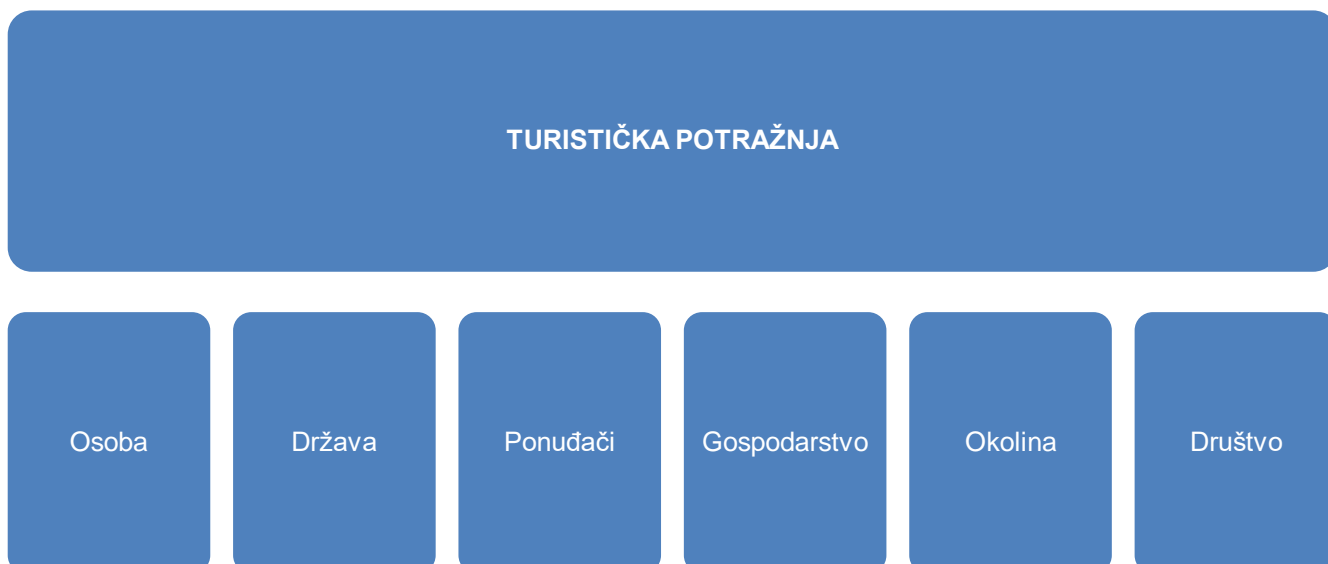 TURISTIČKA POTRAŽNJA
Osoba
Država
Ponuđači
Gospodarstvo
Okolina
Društvo